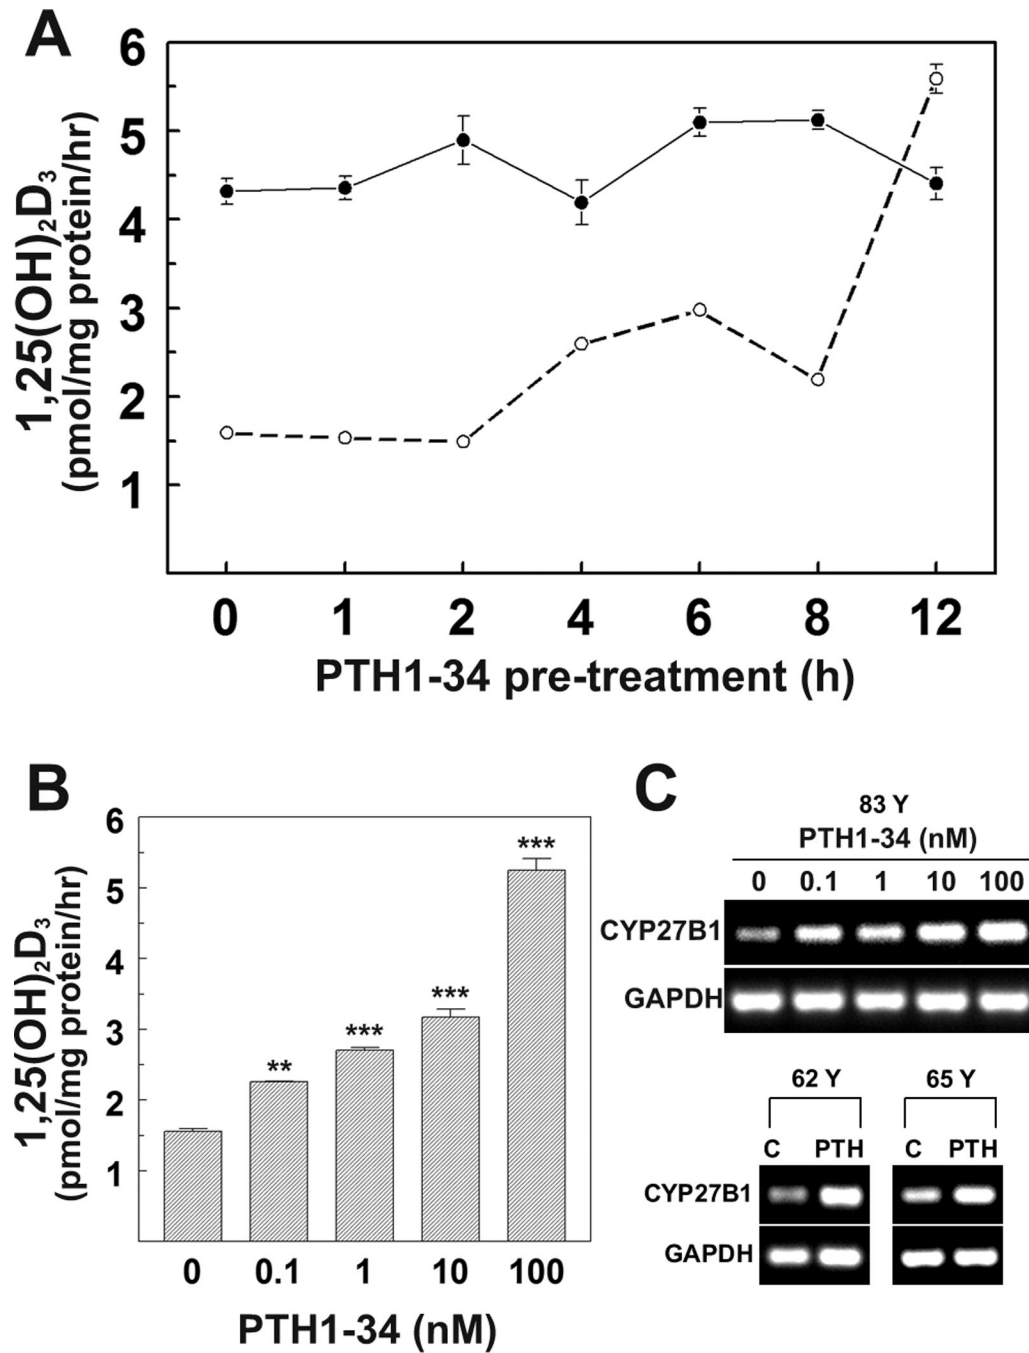 A
6
5
4
3
2
1
1,25(OH)₂D₃
(pmol/mg protein/hr)
0 1 2 4 6 8 12
PTH1-34 pre-treatment (h)
B
6
5
4
3
2
1
1,25(OH)₂D₃
(pmol/mg protein/hr)
**
***
***
***
0 0.1 1 10 100
PTH1-34 (nM)
C
83 Y
PTH1-34 (nM)
0 0.1 1 10 100
CYP27B1
GAPDH
62 Y 65 Y
C PTH C PTH
CYP27B1
GAPDH